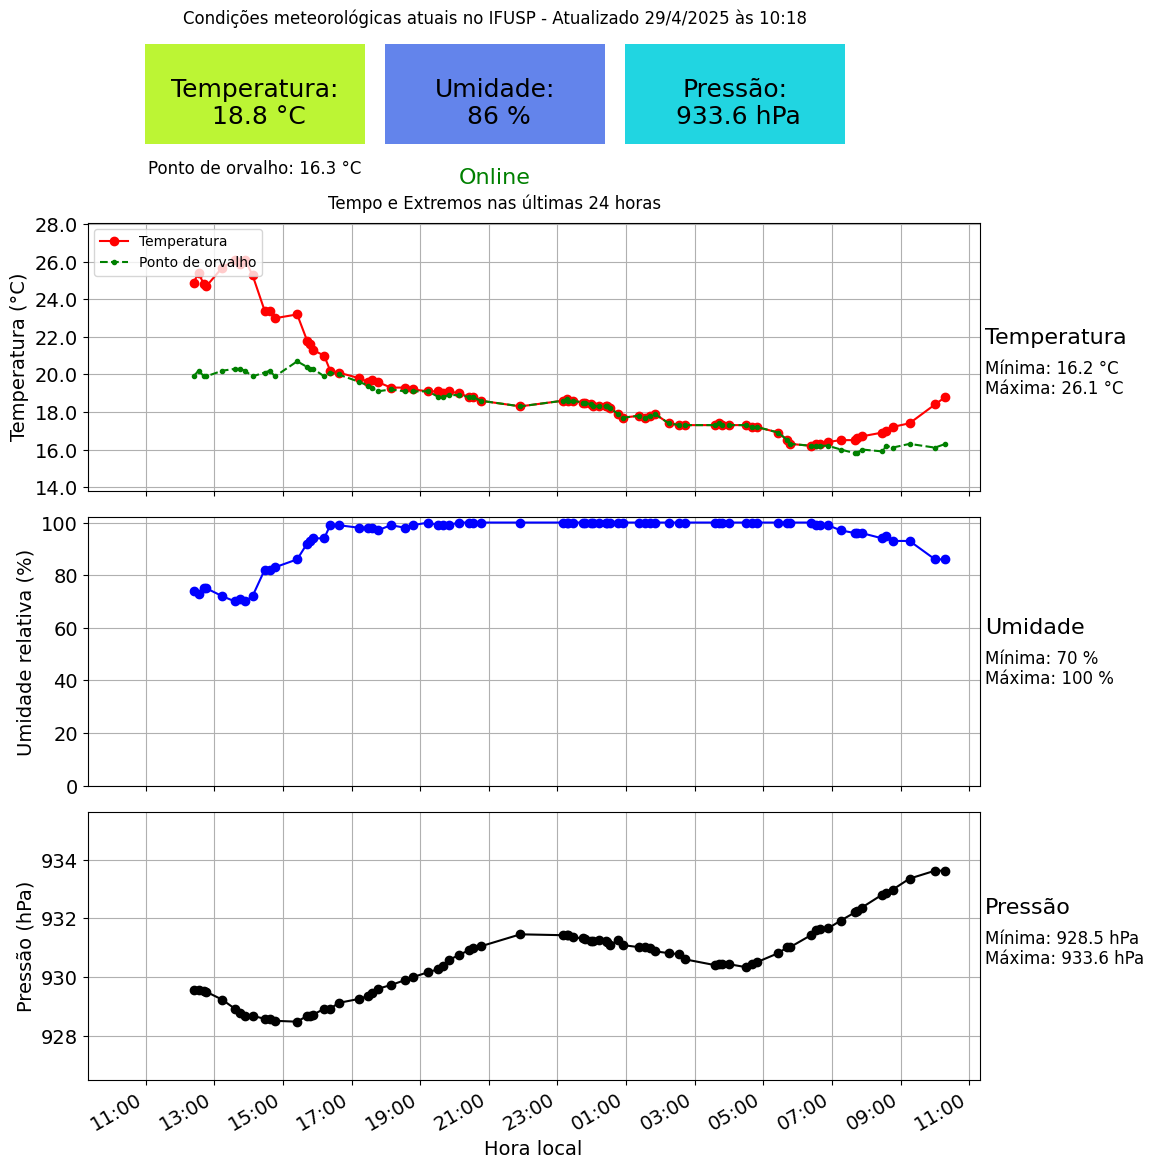 Condições meteorológicas atuais no IFUSP - Atualizado 29/4/2025 às 10:18
Temperatura:
18.8 °C
Umidade:
86 %
Pressão:
933.6 hPa
Ponto de orvalho: 16.3 °C
Online
Tempo e Extremos nas últimas 24 horas
Temperatura (°C)
28.0
26.0
24.0
22.0
20.0
18.0
16.0
14.0
Temperatura
Ponto de orvalho
Temperatura
Mínima: 16.2 °C
Máxima: 26.1 °C
Umidade relativa (%)
100
80
60
40
20
0
Umidade
Mínima: 70 %
Máxima: 100 %
Pressão (hPa)
934
932
930
928
Pressão
Mínima: 928.5 hPa
Máxima: 933.6 hPa
11:00
13:00
15:00
17:00
19:00
21:00
23:00
01:00
03:00
05:00
07:00
09:00
11:00
Hora local